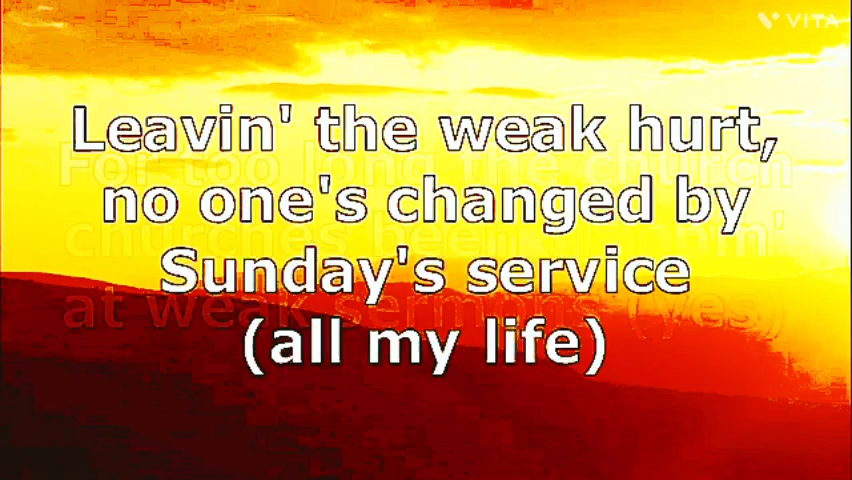 VITA
Leavin' the weak hurt,
For too long the church
no one's changed by
churches been
Sunday's service
at weak sermons (yes)
(all my life)